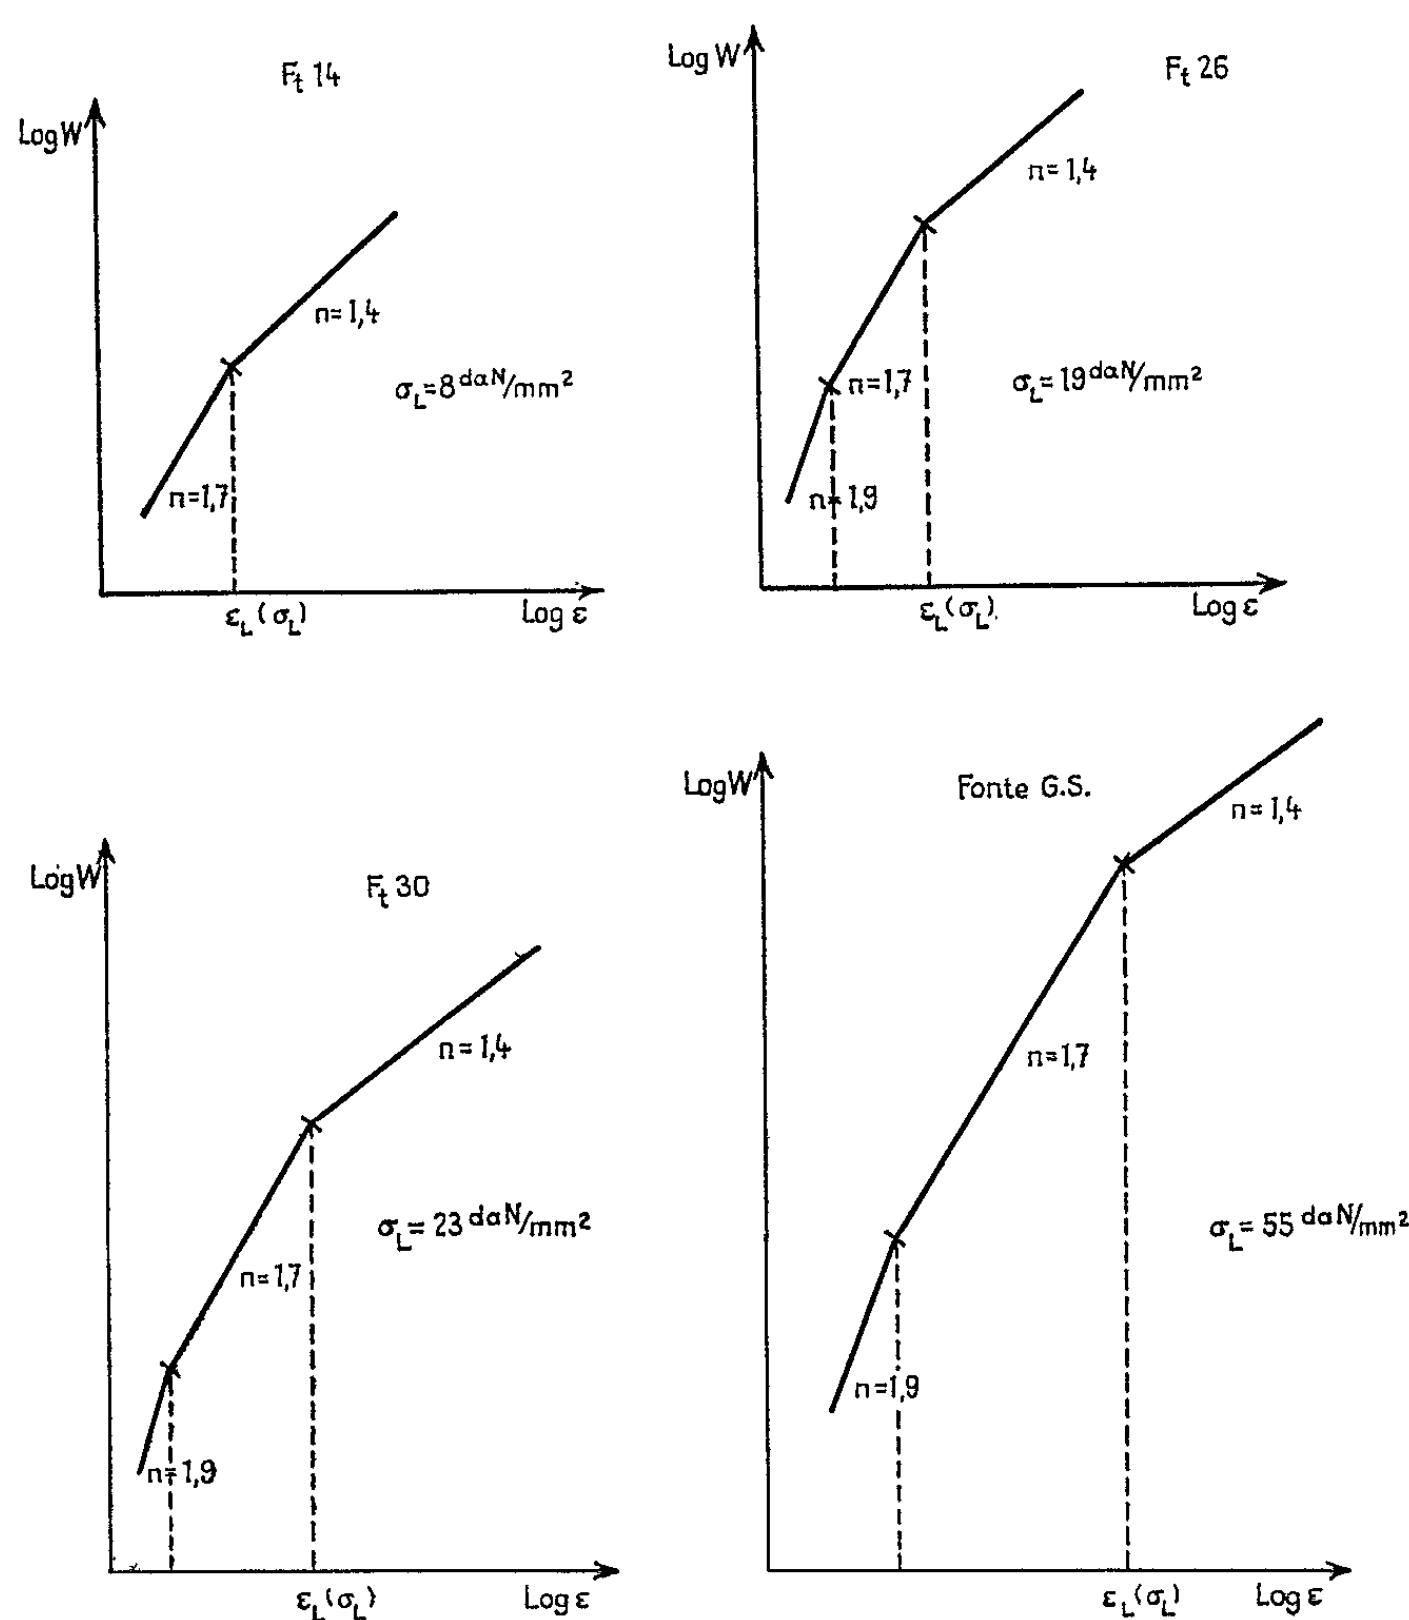 Ft 14
Log W
n=1,4
σL=8 daN/mm²
n=1,7
εL(σL)
Log ε
Log W
Ft 26
n=1,4
n=1,7
σL=19 daN/mm²
n=1,9
εL(σL)
Log ε
Log W
Ft 30
n=1,4
σL=23 daN/mm²
n=1,7
n=1,9
εL(σL)
Log ε
Log W
Fonte G.S.
n=1,4
n=1,7
σL=55 daN/mm²
n=1,9
εL(σL)
Log ε